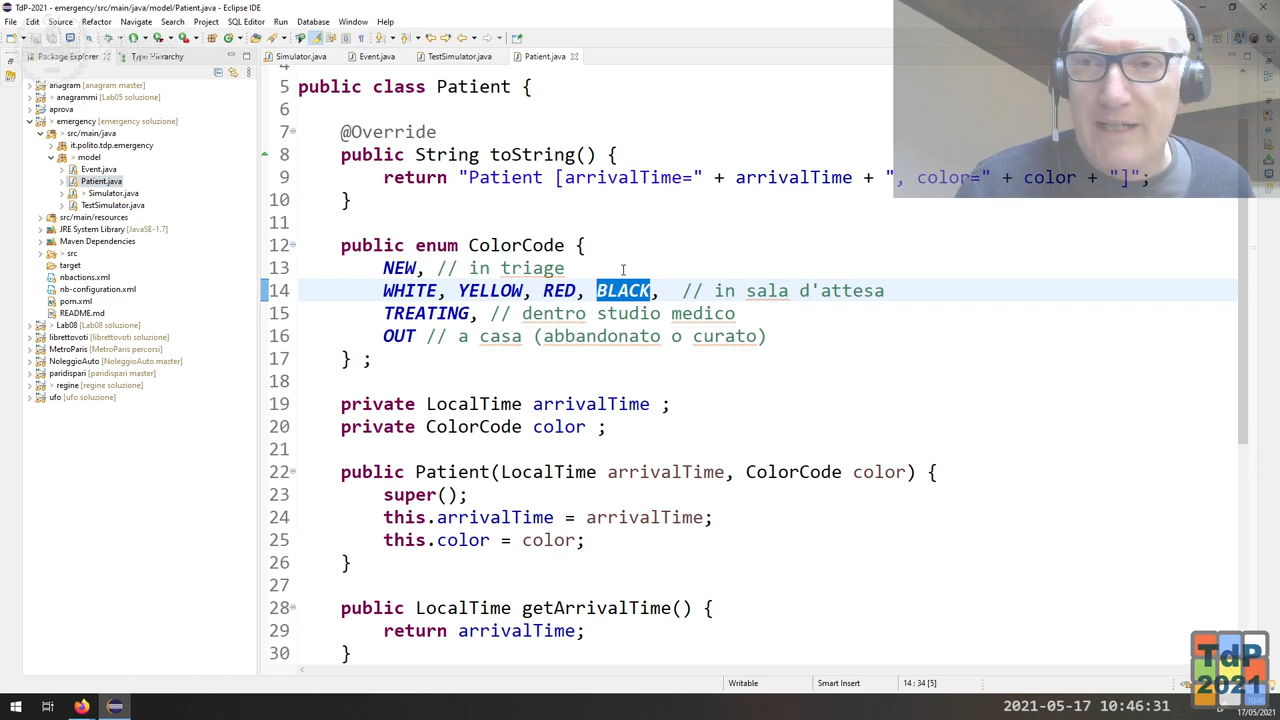 TdP-2021 - emergency/src/main/java/model/Patient.java - Eclipse IDE
File Edit Source Refactor Navigate Search Project SQL Editor Run Database Window Help
Package Explorer Type Hierarchy
Simulator.java Event.java TestSimulator.java Patient.java
anagram [anagram master]
> anagrammi [Lab05 soluzione]
aprova
> emergency [emergency soluzione]
> src/main/java
> it.polito.tdp.emergency
> model
Event.java
Patient.java
> Simulator.java
TestSimulator.java
src/main/resources
JRE System Library [JavaSE-1.7]
Maven Dependencies
> src
target
nbactions.xml
nb-configuration.xml
pom.xml
README.md
> Lab08 [Lab08 soluzione]
librettovoti [librettovoti master]
MetroParis [MetroParis percorsi]
NoleggioAuto [NoleggioAuto master]
paridispari [paridispari master]
> regine [regine soluzione]
ufo [ufo soluzione]
4
5 public class Patient {
6
7 @Override
8 public String toString() {
9 return "Patient [arrivalTime=" + arrivalTime + ", color=" + color + "]";
10 }
11
12 public enum ColorCode {
13 NEW, // in triage
14 WHITE, YELLOW, RED, BLACK, // in sala d'attesa
15 TREATING, // dentro studio medico
16 OUT // a casa (abbandonato o curato)
17 } ;
18
19 private LocalTime arrivalTime ;
20 private ColorCode color ;
21
22 public Patient(LocalTime arrivalTime, ColorCode color) {
23 super();
24 this.arrivalTime = arrivalTime;
25 this.color = color;
26 }
27
28 public LocalTime getArrivalTime() {
29 return arrivalTime;
30 }
Writable Smart Insert 14 : 34 [5]
TdP
2021
2021-05-17 10:46:31
17/05/2021